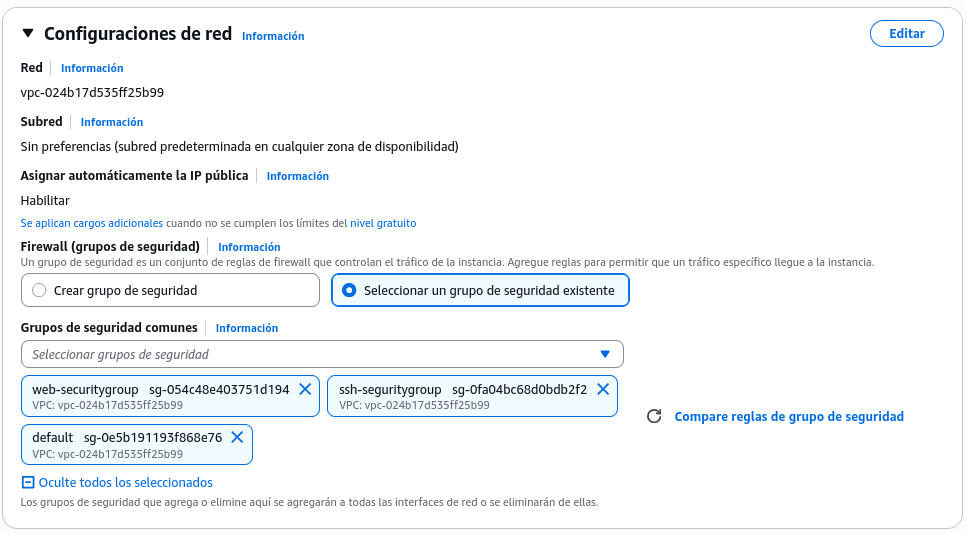 Configuraciones de red Información
Editar
Red Información
vpc-024b17d535ff25b99
Subred Información
Sin preferencias (subred predeterminada en cualquier zona de disponibilidad)
Asignar automáticamente la IP pública Información
Habilitar
Se aplican cargos adicionales cuando no se cumplen los límites del nivel gratuito
Firewall (grupos de seguridad) Información
Un grupo de seguridad es un conjunto de reglas de firewall que controlan el tráfico de la instancia. Agregue reglas para permitir que un tráfico específico llegue a la instancia.
Crear grupo de seguridad
Seleccionar un grupo de seguridad existente
Grupos de seguridad comunes Información
Seleccionar grupos de seguridad
web-securitygroup sg-054c48e403751d194
VPC: vpc-024b17d535ff25b99
ssh-seguritygroup sg-0fa04bc68d0bdb2f2
VPC: vpc-024b17d535ff25b99
default sg-0e5b191193f868e76
VPC: vpc-024b17d535ff25b99
Compare reglas de grupo de seguridad
Oculte todos los seleccionados
Los grupos de seguridad que agrega o elimine aquí se agregarán a todas las interfaces de red o se eliminarán de ellas.